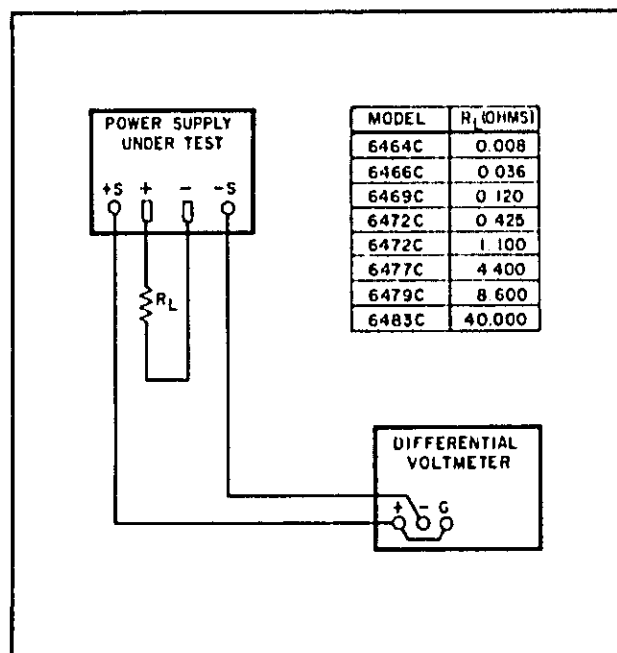 POWER SUPPLY
UNDER TEST
+S + - -S
RL
MODEL RL(OHMS)
6464C 0.008
6466C 0 036
6469C 0 120
6472C 0 425
6472C 1 100
6477C 4 400
6479C 8.600
6483C 40.000
DIFFERENTIAL
VOLTMETER
+ - G